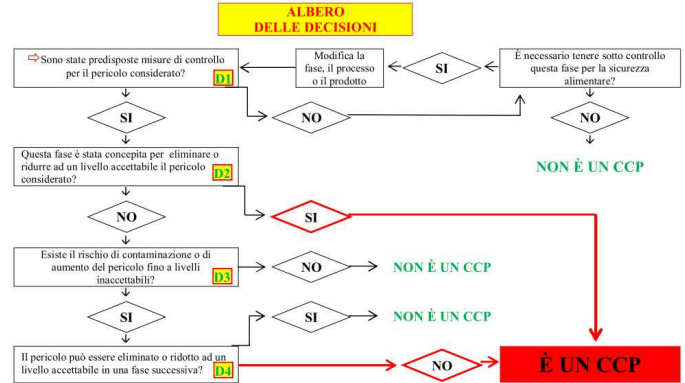 ALBERO
DELLE DECISIONI
⇨Sono state predisposte misure di controllo
per il pericolo considerato?
D1
Modifica la
fase, il processo
o il prodotto
SI
È necessario tenere sotto controllo
questa fase per la sicurezza
alimentare?
SI
NO
NO
NON È UN CCP
Questa fase è stata concepita per eliminare o
ridurre ad un livello accettabile il pericolo
considerato?
D2
NO
SI
Esiste il rischio di contaminazione o di
aumento del pericolo fino a livelli
inaccettabili?
D3
NO
NON È UN CCP
SI
SI
NON È UN CCP
Il pericolo può essere eliminato o ridotto ad un
livello accettabile in una fase successiva?
D4
NO
È UN CCP